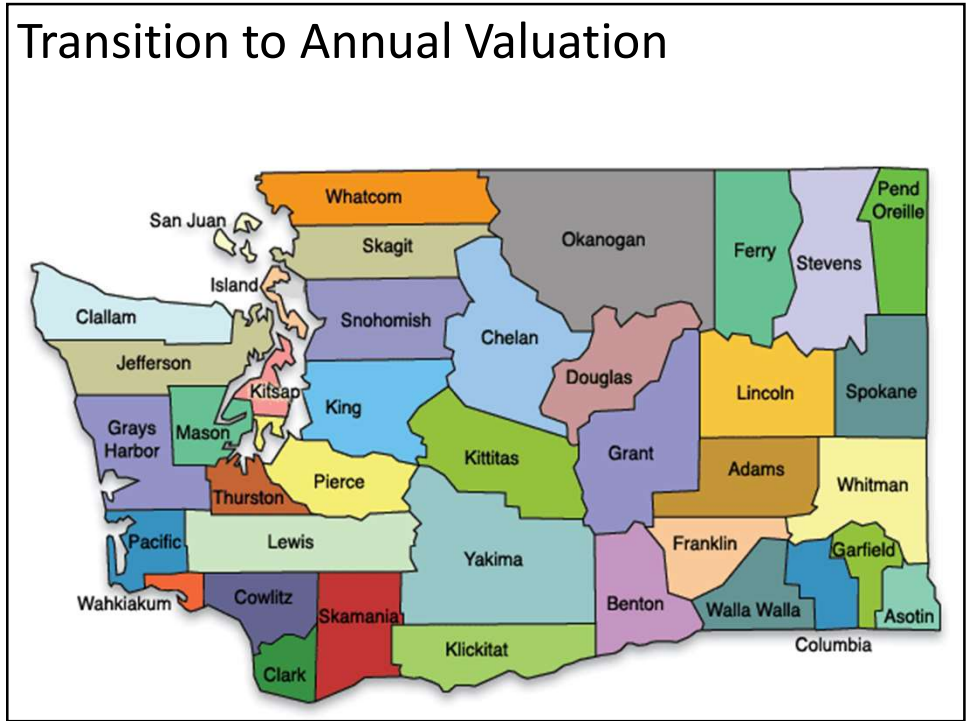 Transition to Annual Valuation
Whatcom
San Juan
Skagit
Okanogan
Ferry
Stevens
Pend
Oreille
Island
Clallam
Snohomish
Chelan
Jefferson
Kitsap
King
Douglas
Lincoln
Spokane
Grays
Harbor
Mason
Kittitas
Grant
Adams
Whitman
Thurston
Pierce
Pacific
Lewis
Yakima
Franklin
Garfield
Wahkiakum
Cowlitz
Skamania
Benton
Walla Walla
Asotin
Columbia
Klickitat
Clark